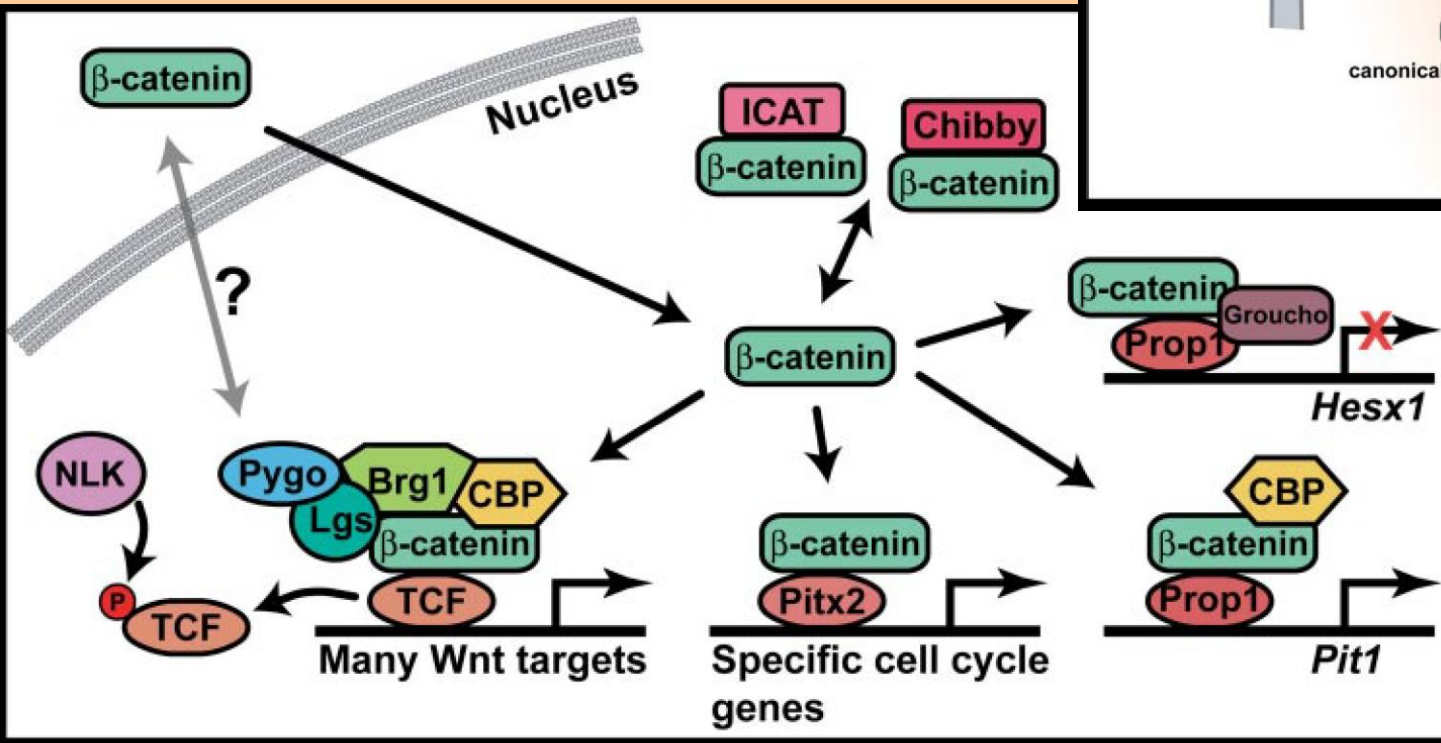 β-catenin
Nucleus
ICAT
β-catenin
Chibby
β-catenin
canonical
?
β-catenin
β-catenin
Groucho
Prop1
X
Hesx1
NLK
Pygo
Brg1
CBP
Lgs
β-catenin
TCF
P
TCF
Many Wnt targets
β-catenin
Pitx2
Specific cell cycle
genes
CBP
β-catenin
Prop1
Pit1